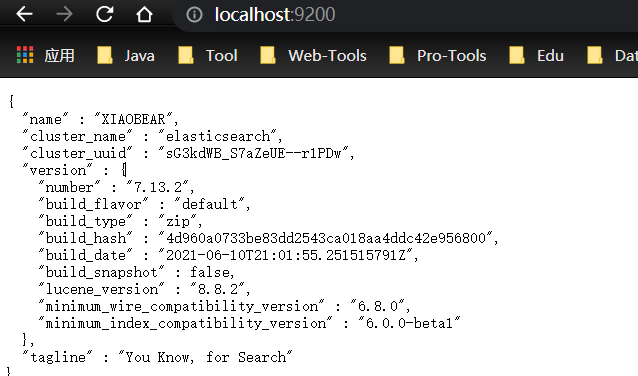 localhost:9200
应用 Java Tool Web-Tools Pro-Tools Edu Dat
{
"name" : "XIAOBEAR",
"cluster_name" : "elasticsearch",
"cluster_uuid" : "sG3kdWB_S7aZeUE--r1PDw",
"version" : {
"number" : "7.13.2",
"build_flavor" : "default",
"build_type" : "zip",
"build_hash" : "4d960a0733be83dd2543ca018aa4ddc42e956800",
"build_date" : "2021-06-10T21:01:55.251515791Z",
"build_snapshot" : false,
"lucene_version" : "8.8.2",
"minimum_wire_compatibility_version" : "6.8.0",
"minimum_index_compatibility_version" : "6.0.0-beta1"
},
"tagline" : "You Know, for Search"
}